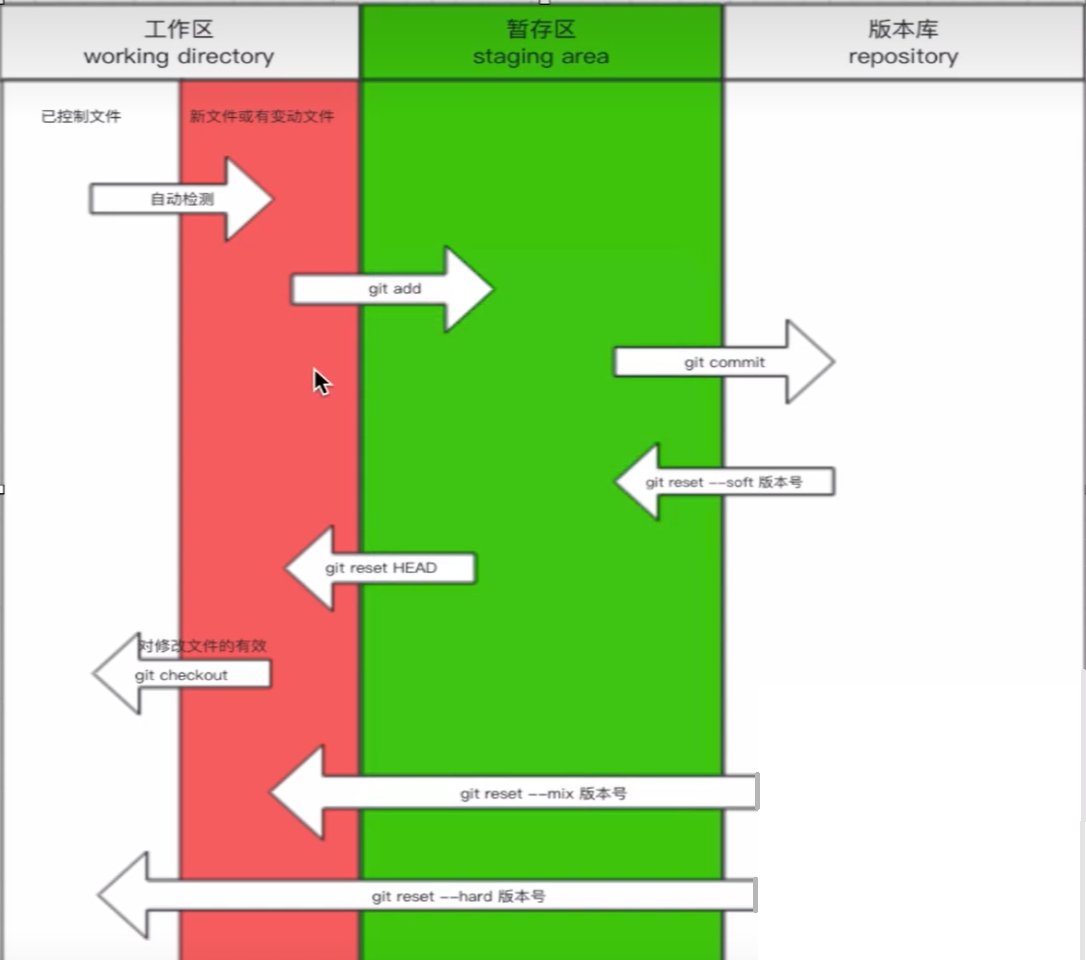 工作区
working directory
暂存区
staging area
版本库
repository
已控制文件
新文件或有变动文件
自动检测
git add
git commit
git reset --soft 版本号
git reset HEAD
对修改文件的有效
git checkout
git reset --mix 版本号
git reset --hard 版本号